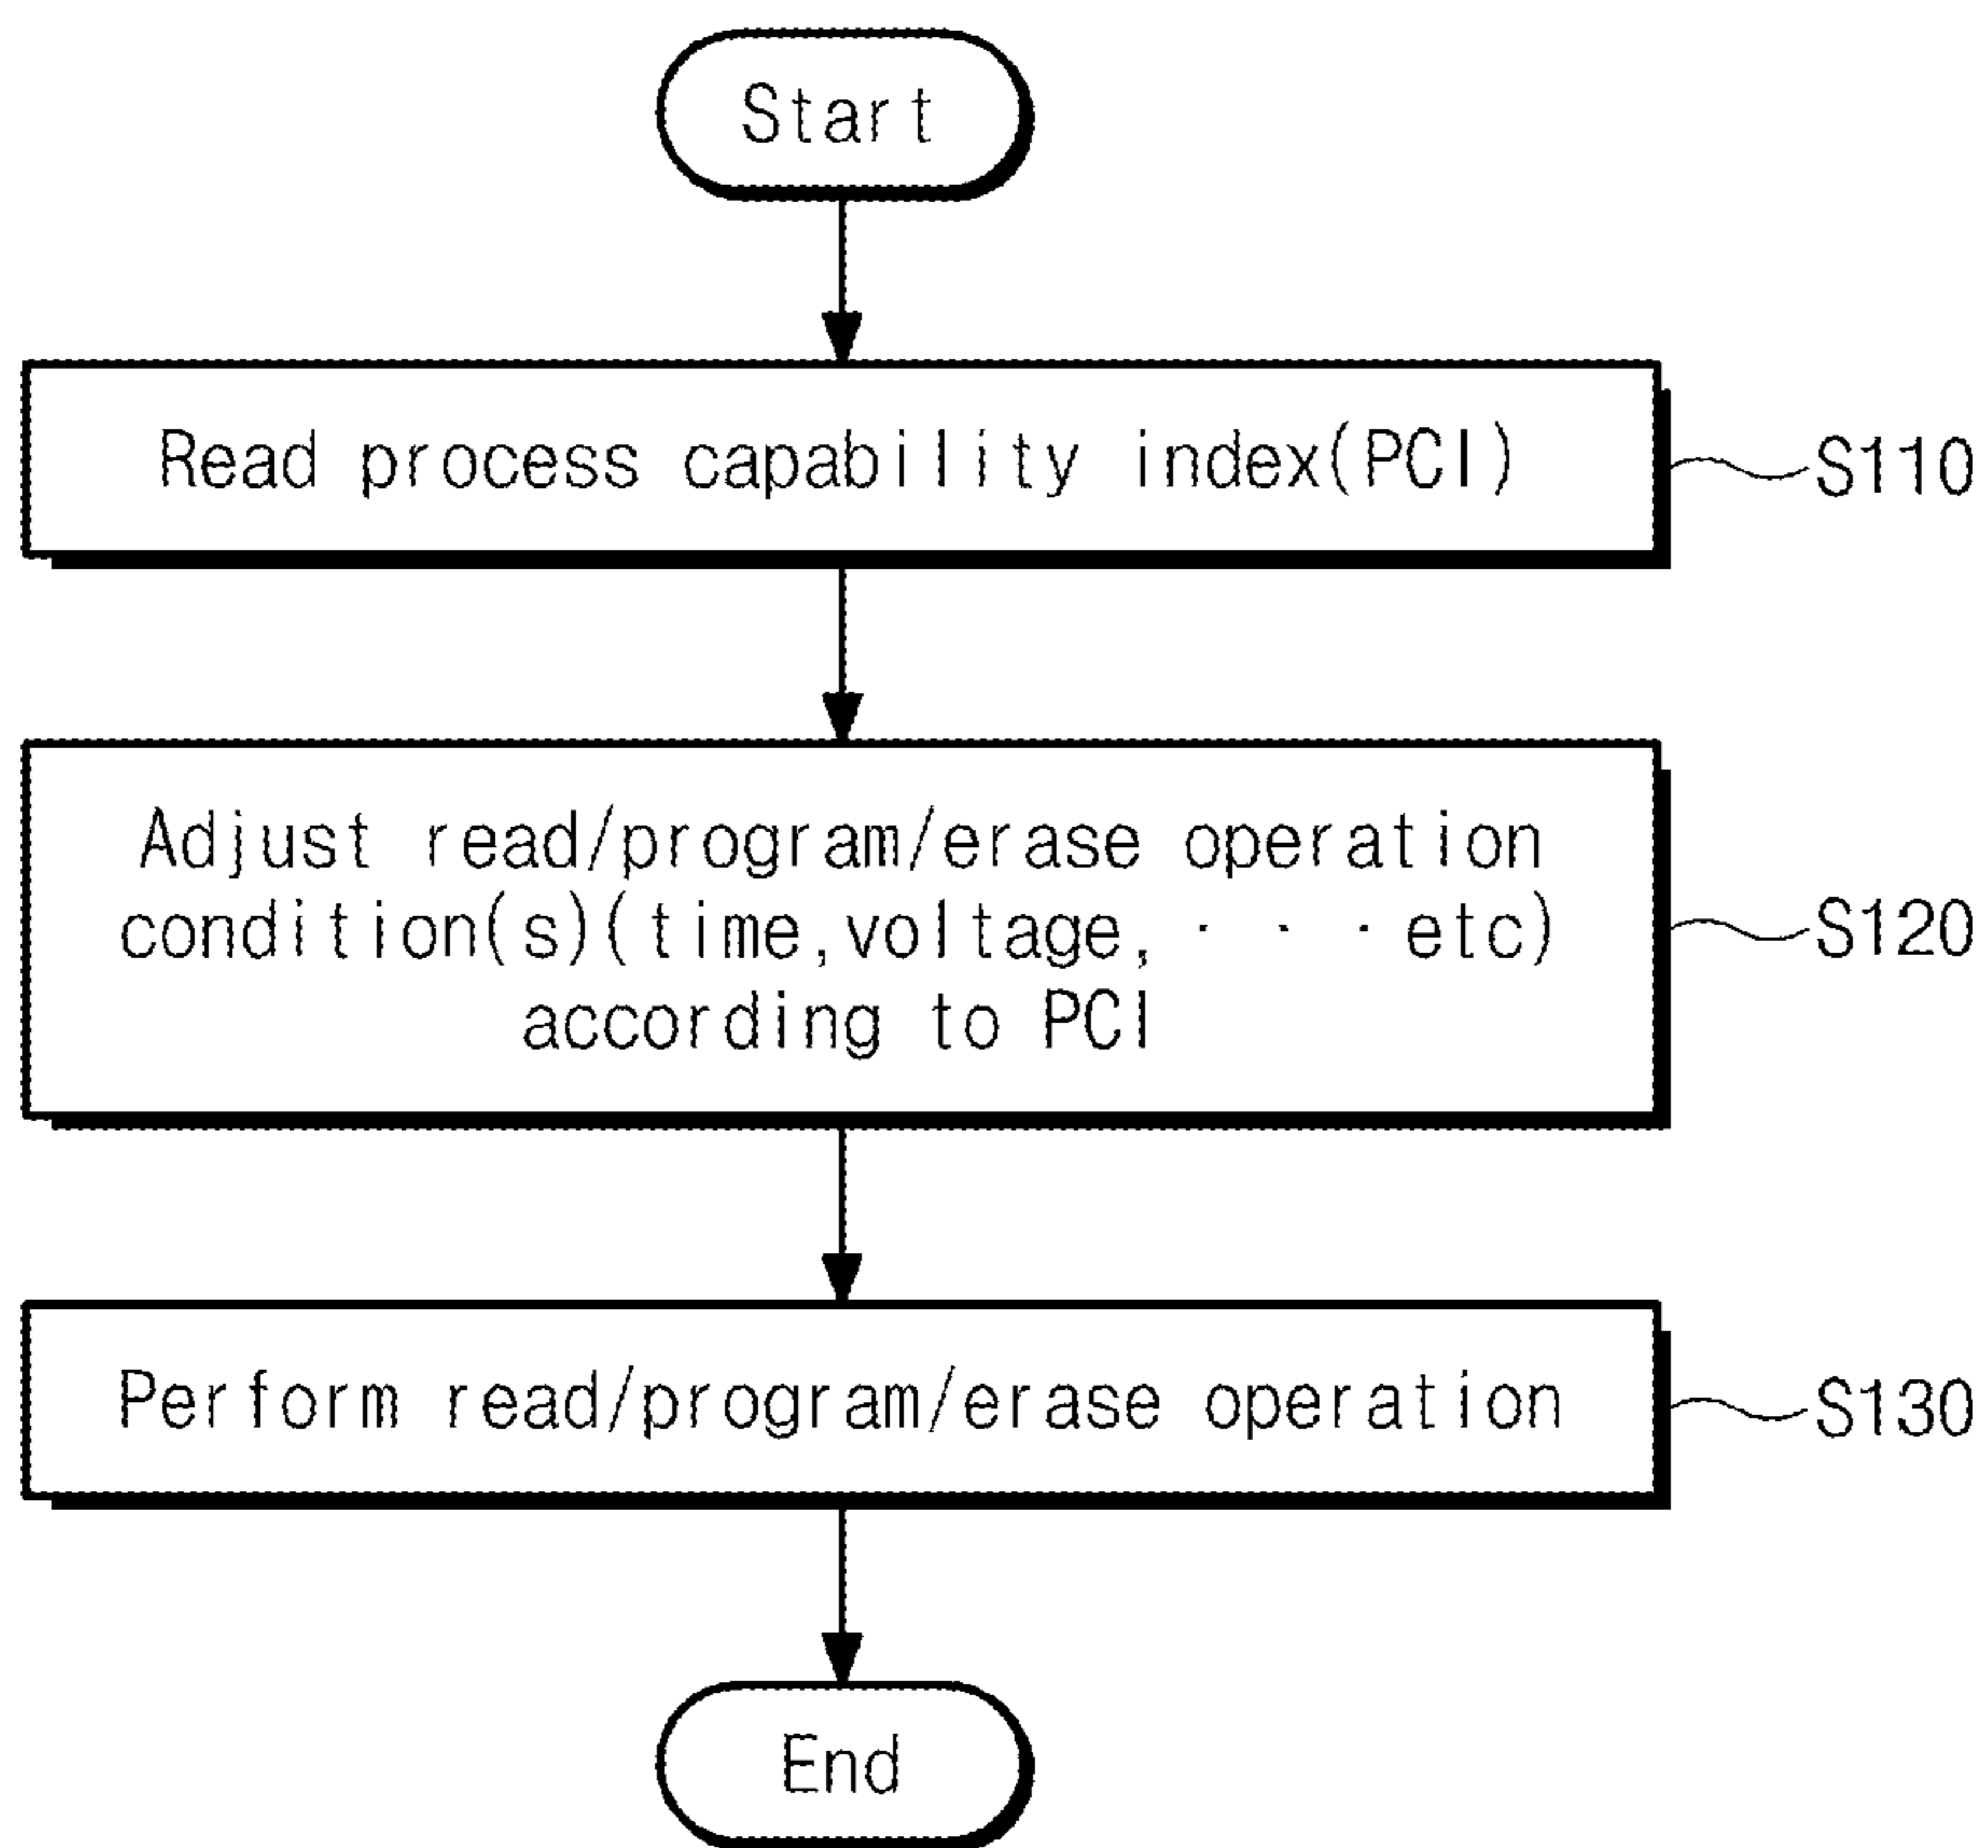 Start
Read process capability index(PCI)
S110
Adjust read/program/erase operation
condition(s)(time,voltage, · · · etc)
according to PCI
S120
Perform read/program/erase operation
S130
End